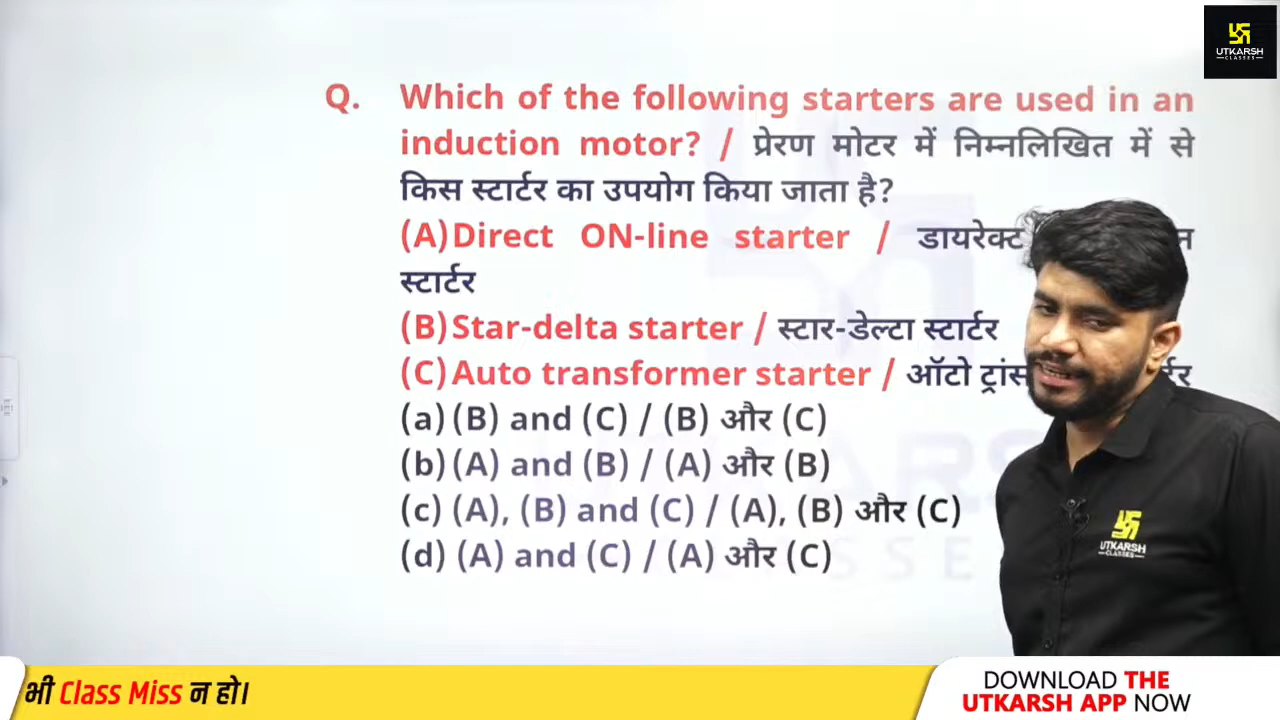 UTKARSH
CLASSES
Q. Which of the following starters are used in an
induction motor? / प्रेरण मोटर में निम्नलिखित में से
किस स्टार्टर का उपयोग किया जाता है?
(A) Direct ON-line starter / डायरेक्ट
स्टार्टर
(B) Star-delta starter / स्टार-डेल्टा स्टार्टर
(C) Auto transformer starter / ऑटो
(a) (B) and (C) / (B) और (C)
(b) (A) and (B) / (A) और (B)
(c) (A), (B) and (C) / (A), (B) और (C)
(d) (A) and (C) / (A) और (C)
UTKARSH
CLASSES
भी Class Miss न हो।
DOWNLOAD THE
UTKARSH APP NOW